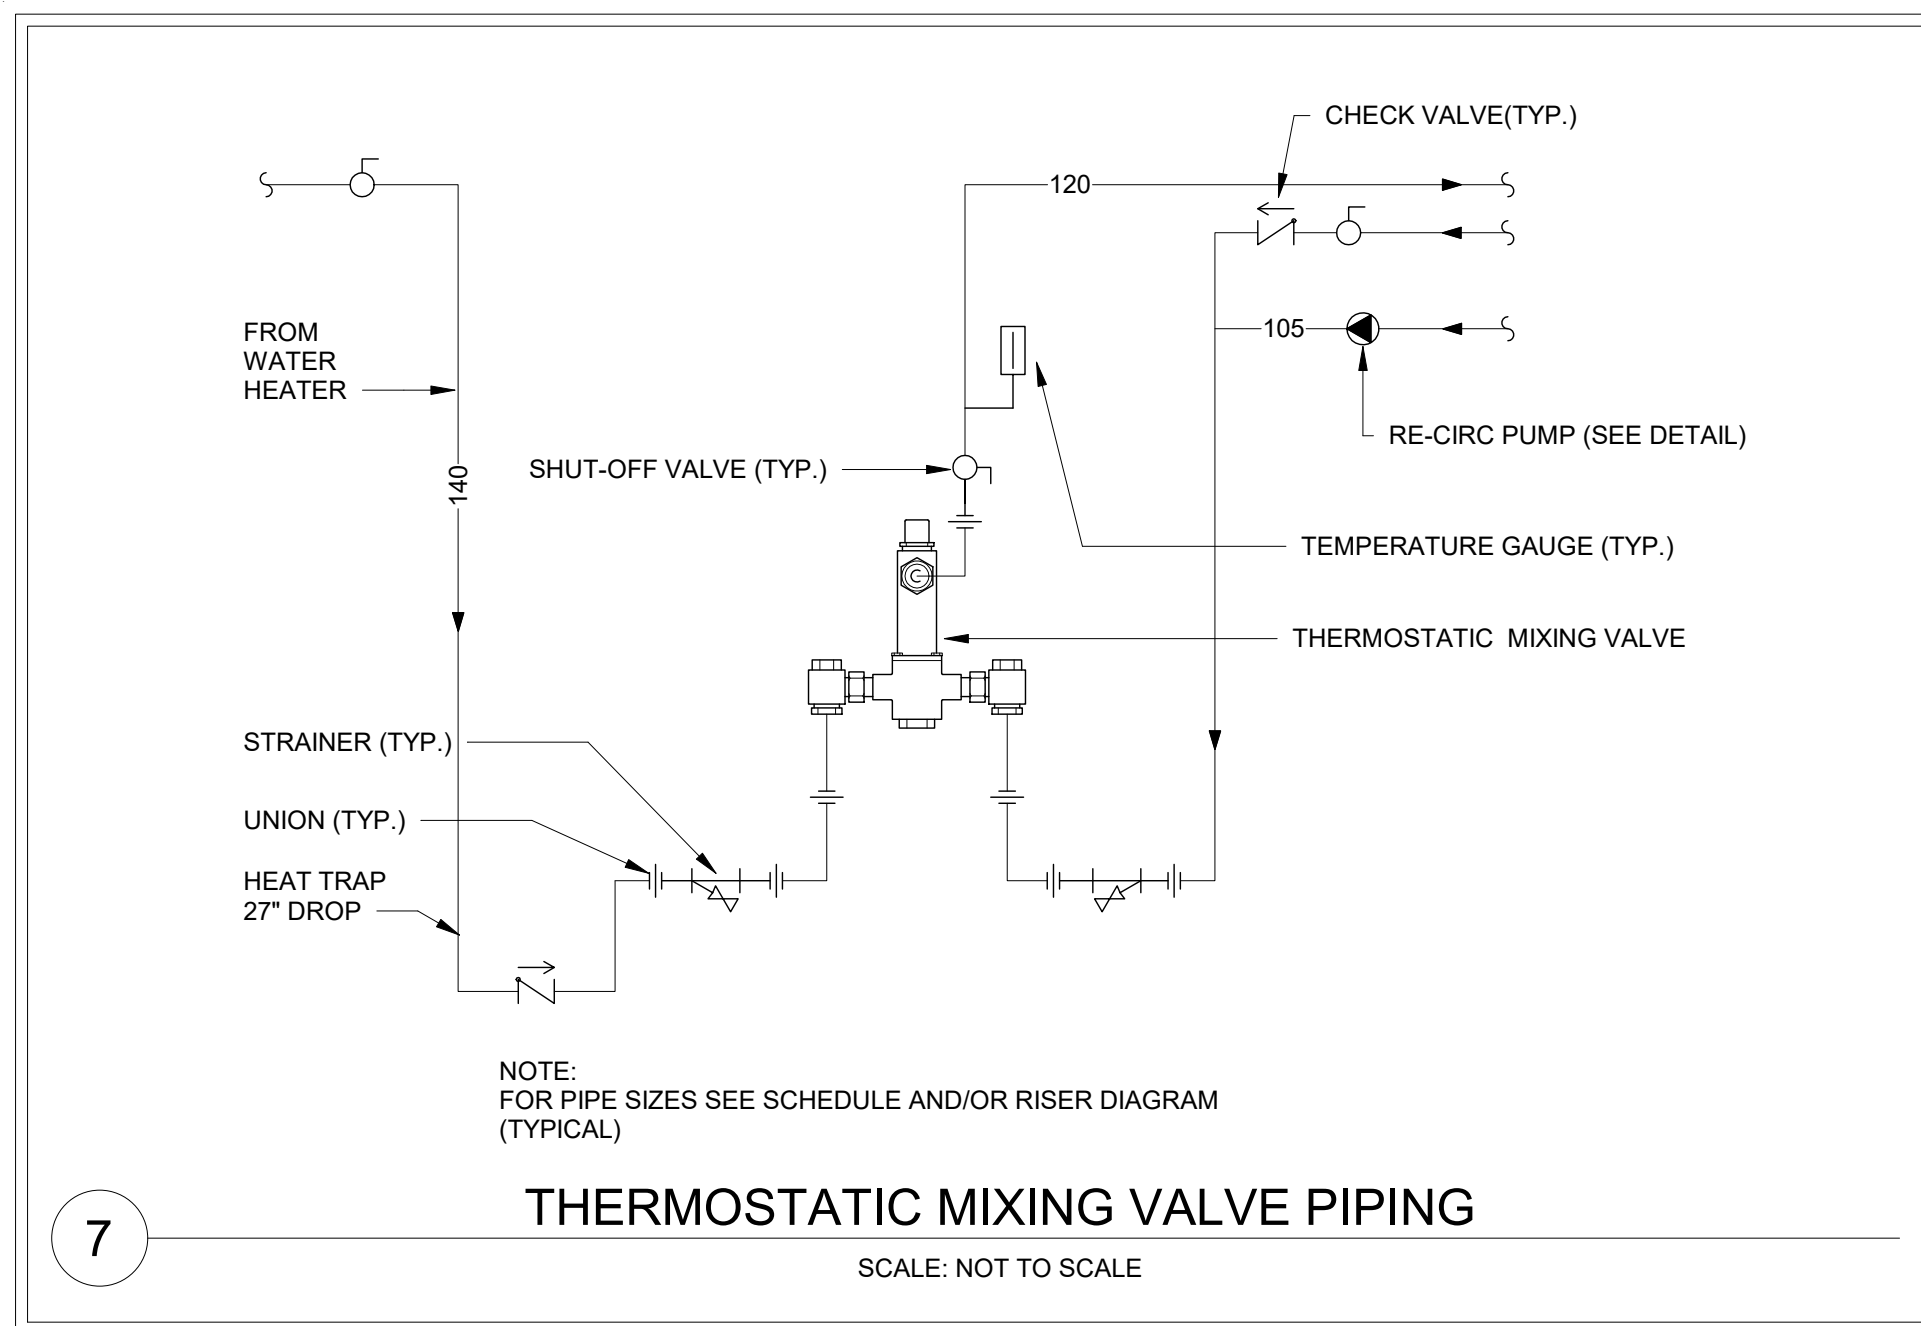 CHECK VALVE(TYP.)
120
FROM
WATER
HEATER
105
RE-CIRC PUMP (SEE DETAIL)
SHUT-OFF VALVE (TYP.)
140
TEMPERATURE GAUGE (TYP.)
THERMOSTATIC MIXING VALVE
STRAINER (TYP.)
UNION (TYP.)
HEAT TRAP
27" DROP
NOTE:
FOR PIPE SIZES SEE SCHEDULE AND/OR RISER DIAGRAM
(TYPICAL)
7
THERMOSTATIC MIXING VALVE PIPING
SCALE: NOT TO SCALE